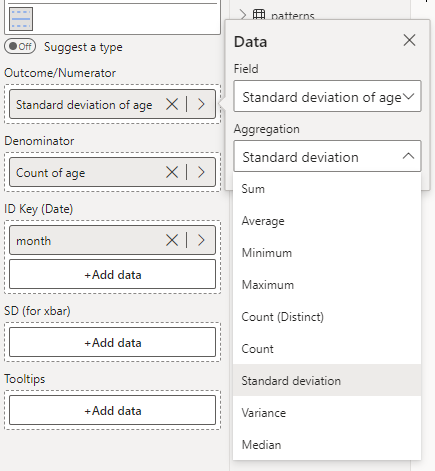 patterns
Off
Suggest a type
Outcome/Numerator
Standard deviation of age
Denominator
Count of age
ID Key (Date)
month
+Add data
SD (for xbar)
+Add data
Tooltips
+Add data
Data
Field
Standard deviation of age
Aggregation
Standard deviation
Sum
Average
Minimum
Maximum
Count (Distinct)
Count
Standard deviation
Variance
Median